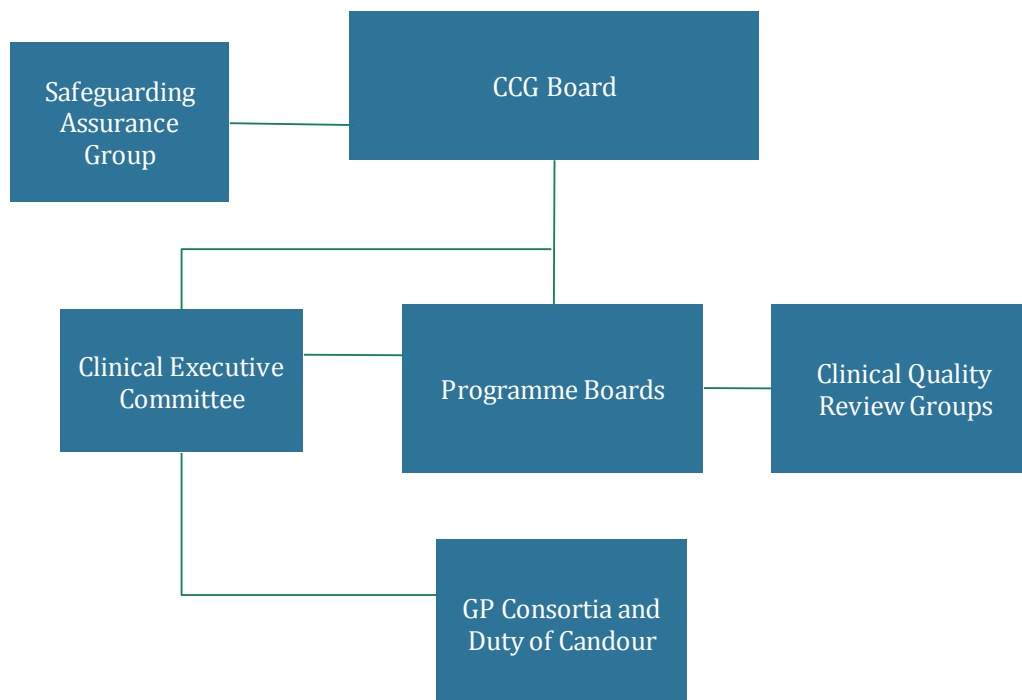 Safeguarding
Assurance
Group
CCG Board
Clinical Executive
Committee
Programme Boards
Clinical Quality
Review Groups
GP Consortia and
Duty of Candour